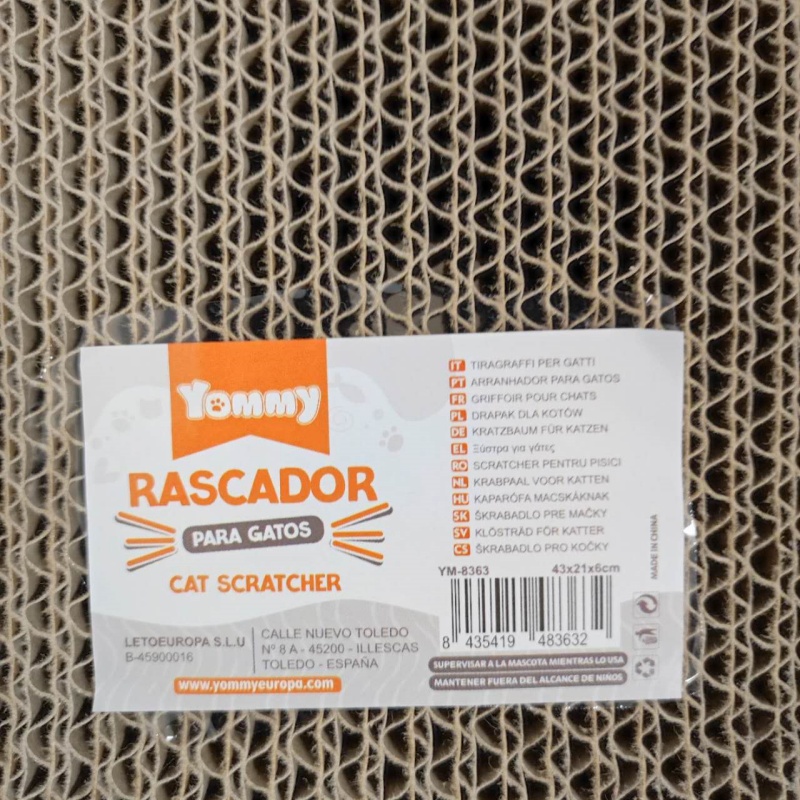 Yommy
RASCADOR
PARA GATOS
CAT SCRATCHER
LETOEUROPA S.L.U
B-45900016
CALLE NUEVO TOLEDO
Nº 8 A - 45200 - ILLESCAS
TOLEDO - ESPAÑA
www.yommyeuropa.com
IT TIRAGRAFFI PER GATTI
PT ARRANHADOR PARA GATOS
FR GRIFFOIR POUR CHATS
PL DRAPAK DLA KOTÓW
DE KRATZBAUM FÜR KATZEN
EL Ξύστρα για γάτες
RO SCRATCHER PENTRU PISICI
NL KRABPAAL VOOR KATTEN
HU KAPARÓFA MACSKÁKNAK
SK ŠKRABADLO PRE MAČKY
SV KLÖSTRÄD FÖR KATTER
CS ŠKRABADLO PRO KOČKY
YM-8363 43x21x6cm
8 435419 483632
SUPERVISAR A LA MASCOTA MIENTRAS LO USA
MANTENER FUERA DEL ALCANCE DE NIÑOS
MADE IN CHINA